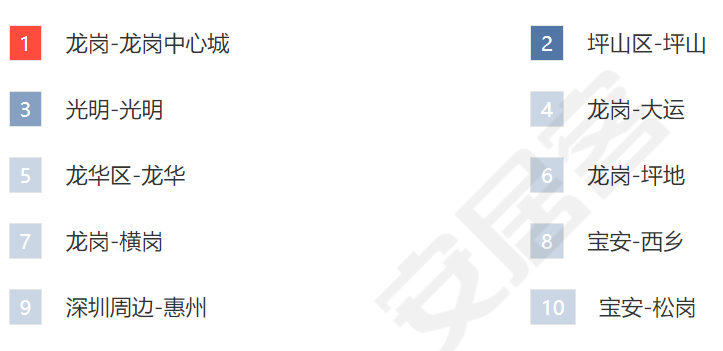 1 龙岗-龙岗中心城
2 坪山区-坪山
3 光明-光明
4 龙岗-大运
5 龙华区-龙华
6 龙岗-坪地
7 龙岗-横岗
8 宝安-西乡
9 深圳周边-惠州
10 宝安-松岗
安居客